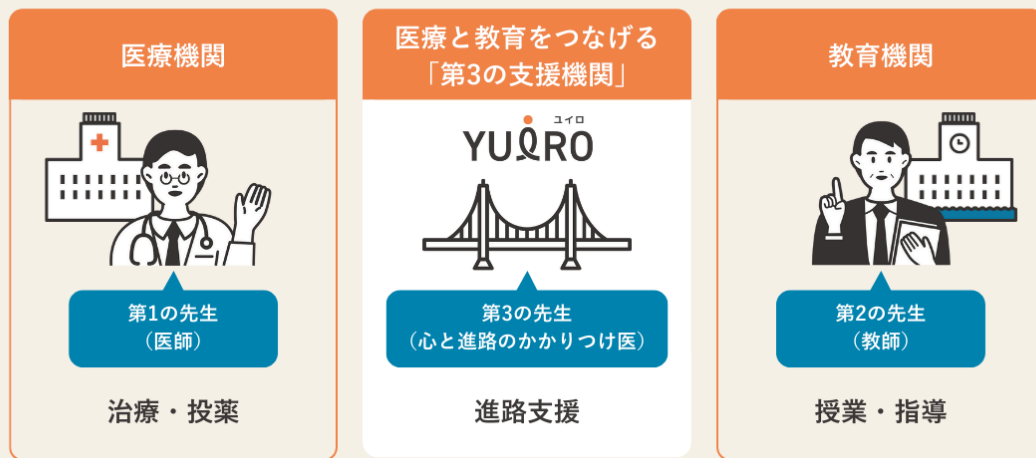 医療機関
第1の先生
（医師）
治療・投薬
医療と教育をつなげる
「第3の支援機関」
ユイロ
YUIRO
第3の先生
（心と進路のかかりつけ医）
進路支援
教育機関
第2の先生
（教師）
授業・指導